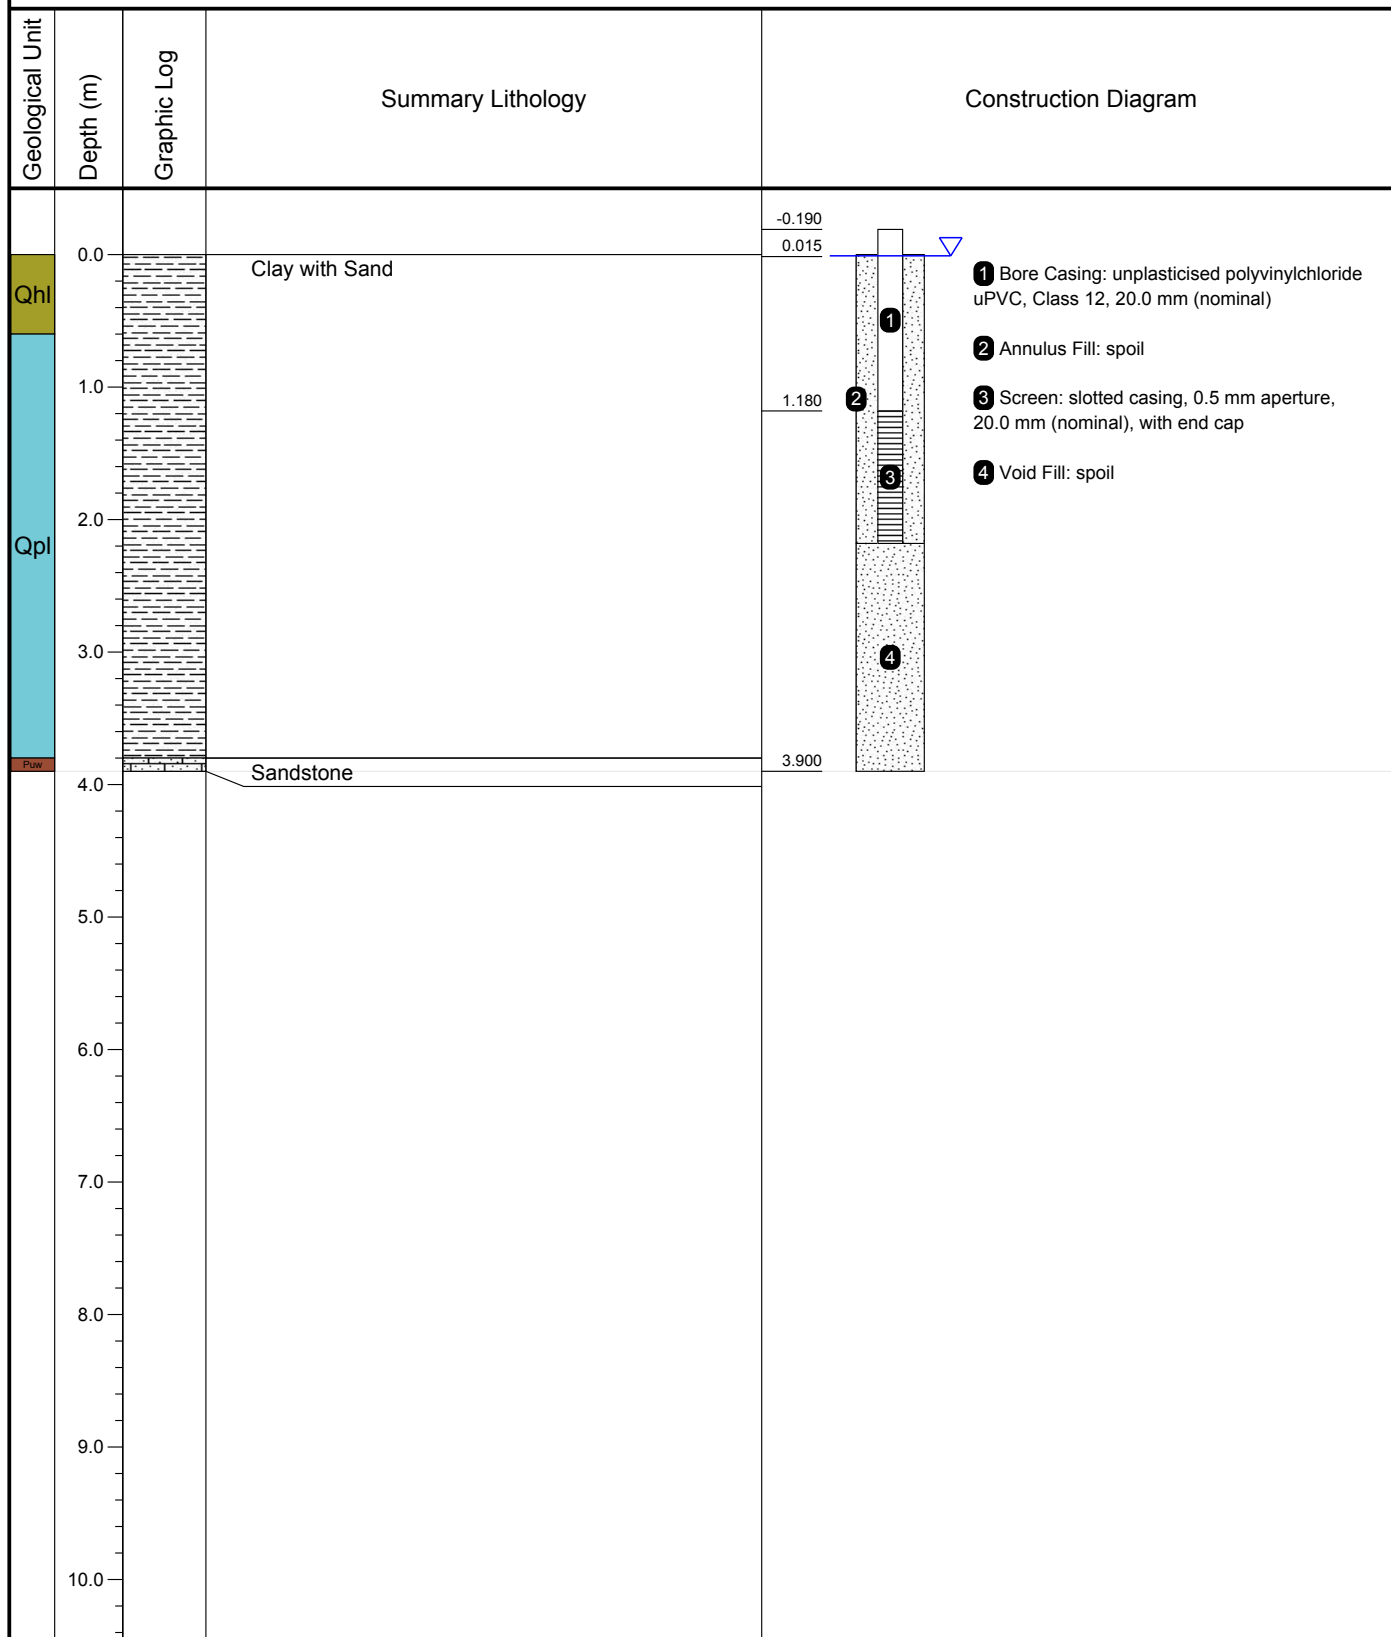 Geological Unit
Depth (m)
Graphic Log
Summary Lithology
Construction Diagram
-0.190
0.015
0.0
Clay with Sand
Qhl
1 Bore Casing: unplasticised polyvinylchloride
uPVC, Class 12, 20.0 mm (nominal)
1
2 Annulus Fill: spoil
1.0
1.180
2
3 Screen: slotted casing, 0.5 mm aperture,
20.0 mm (nominal), with end cap
3
4 Void Fill: spoil
2.0
Qpl
3.0
4
3.900
Puw
Sandstone
4.0
5.0
6.0
7.0
8.0
9.0
10.0